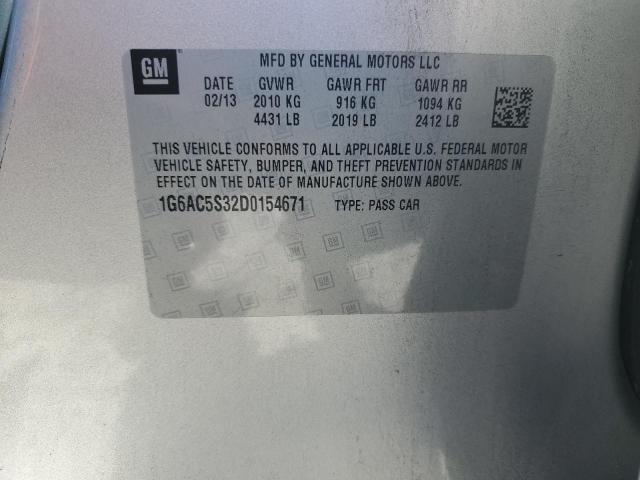 GM MFD BY GENERAL MOTORS LLC
DATE GVWR GAWR FRT GAWR RR
02/13 2010 KG 916 KG 1094 KG
4431 LB 2019 LB 2412 LB
THIS VEHICLE CONFORMS TO ALL APPLICABLE U.S. FEDERAL MOTOR
VEHICLE SAFETY, BUMPER, AND THEFT PREVENTION STANDARDS IN
EFFECT ON THE DATE OF MANUFACTURE SHOWN ABOVE.
1G6AC5S32D0154671 TYPE: PASS CAR